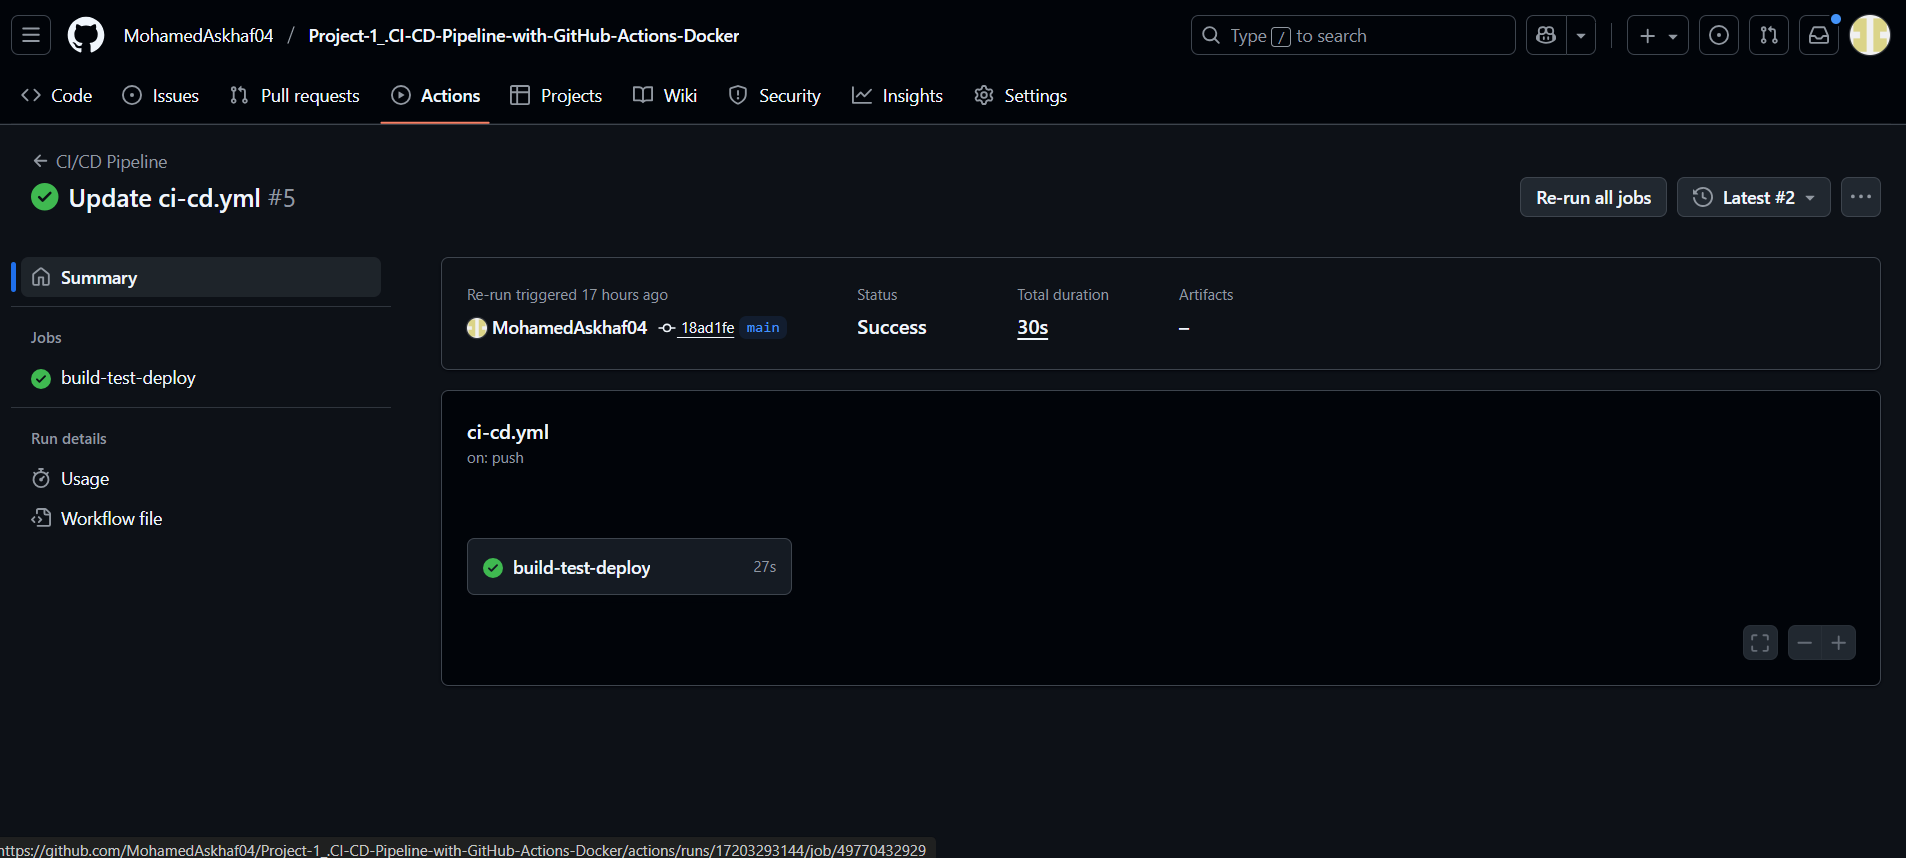 MohamedAskhaf04 / Project-1_.CI-CD-Pipeline-with-GitHub-Actions-Docker
Type / to search
Code Issues Pull requests Actions Projects Wiki Security Insights Settings
CI/CD Pipeline
Update ci-cd.yml #5
Re-run all jobs
Latest #2
Summary
Jobs
build-test-deploy
Run details
Usage
Workflow file
Re-run triggered 17 hours ago
MohamedAskhaf04 18ad1fe main
Status
Success
Total duration
30s
Artifacts
–
ci-cd.yml
on: push
build-test-deploy 27s
https://github.com/MohamedAskhaf04/Project-1_.CI-CD-Pipeline-with-GitHub-Actions-Docker/actions/runs/17203293144/job/49770432929